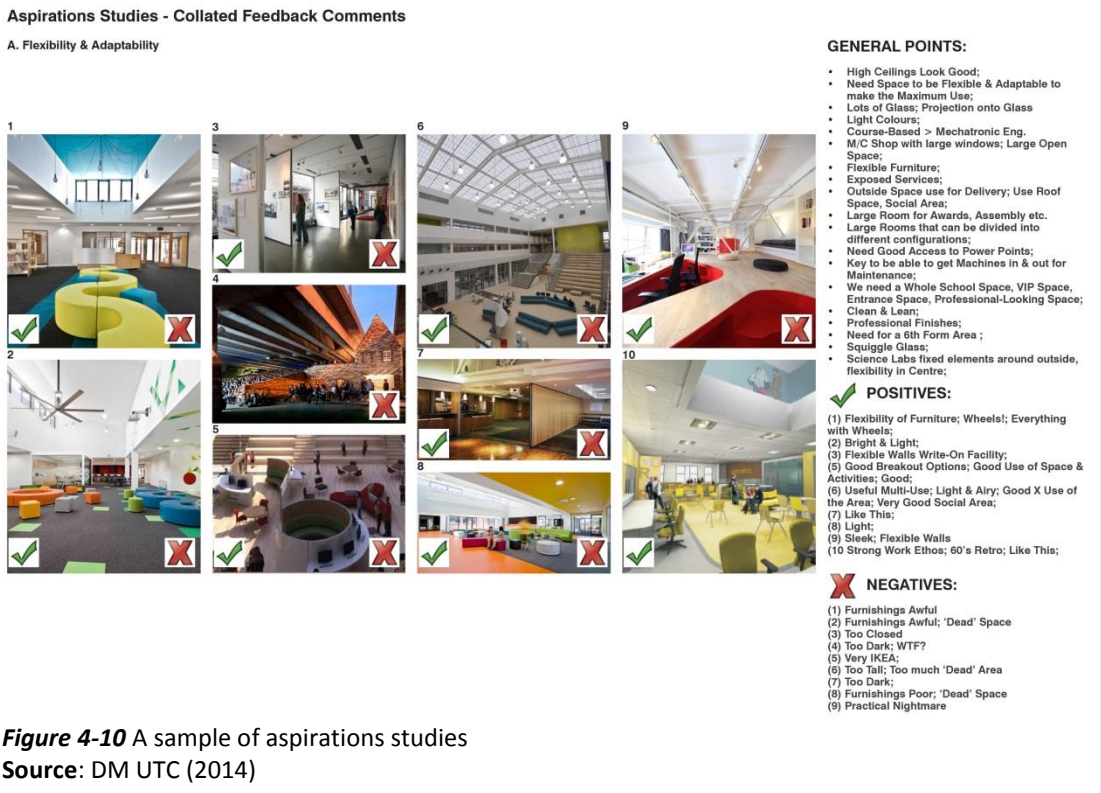 Aspirations Studies - Collated Feedback Comments
A. Flexibility & Adaptability
1
3
6
9
4
7
2
10
5
8
GENERAL POINTS:
• High Ceilings Look Good;
• Need Space to be Flexible & Adaptable to
make the Maximum Use;
• Lots of Glass; Projection onto Glass
• Light Colours;
• Course-Based > Mechatronic Eng.
• M/C Shop with large windows; Large Open
Space;
• Flexible Furniture;
• Exposed Services;
• Outside Space use for Delivery; Use Roof
Space, Social Area;
• Large Room for Awards, Assembly etc.
• Large Rooms that can be divided into
different configurations;
• Need Good Access to Power Points;
• Key to be able to get Machines in & out for
Maintenance;
• We need a Whole School Space, VIP Space,
Entrance Space, Professional-Looking Space;
• Clean & Lean;
• Professional Finishes;
• Need for a 6th Form Area ;
• Squiggle Glass;
• Science Labs fixed elements around outside,
flexibility in Centre;
POSITIVES:
(1) Flexibility of Furniture; Wheels!; Everything
with Wheels;
(2) Bright & Light;
(3) Flexible Walls Write-On Facility;
(5) Good Breakout Options; Good Use of Space &
Activities; Good;
(6) Useful Multi-Use; Light & Airy; Good X Use of
the Area; Very Good Social Area;
(7) Like This;
(8) Light;
(9) Sleek; Flexible Walls
(10 Strong Work Ethos; 60's Retro; Like This;
NEGATIVES:
(1) Furnishings Awful
(2) Furnishings Awful; 'Dead' Space
(3) Too Closed
(4) Too Dark; WTF?
(5) Very IKEA;
(6) Too Tall; Too much 'Dead' Area
(7) Too Dark;
(8) Furnishings Poor; 'Dead' Space
(9) Practical Nightmare
Figure 4-10 A sample of aspirations studies
Source: DM UTC (2014)